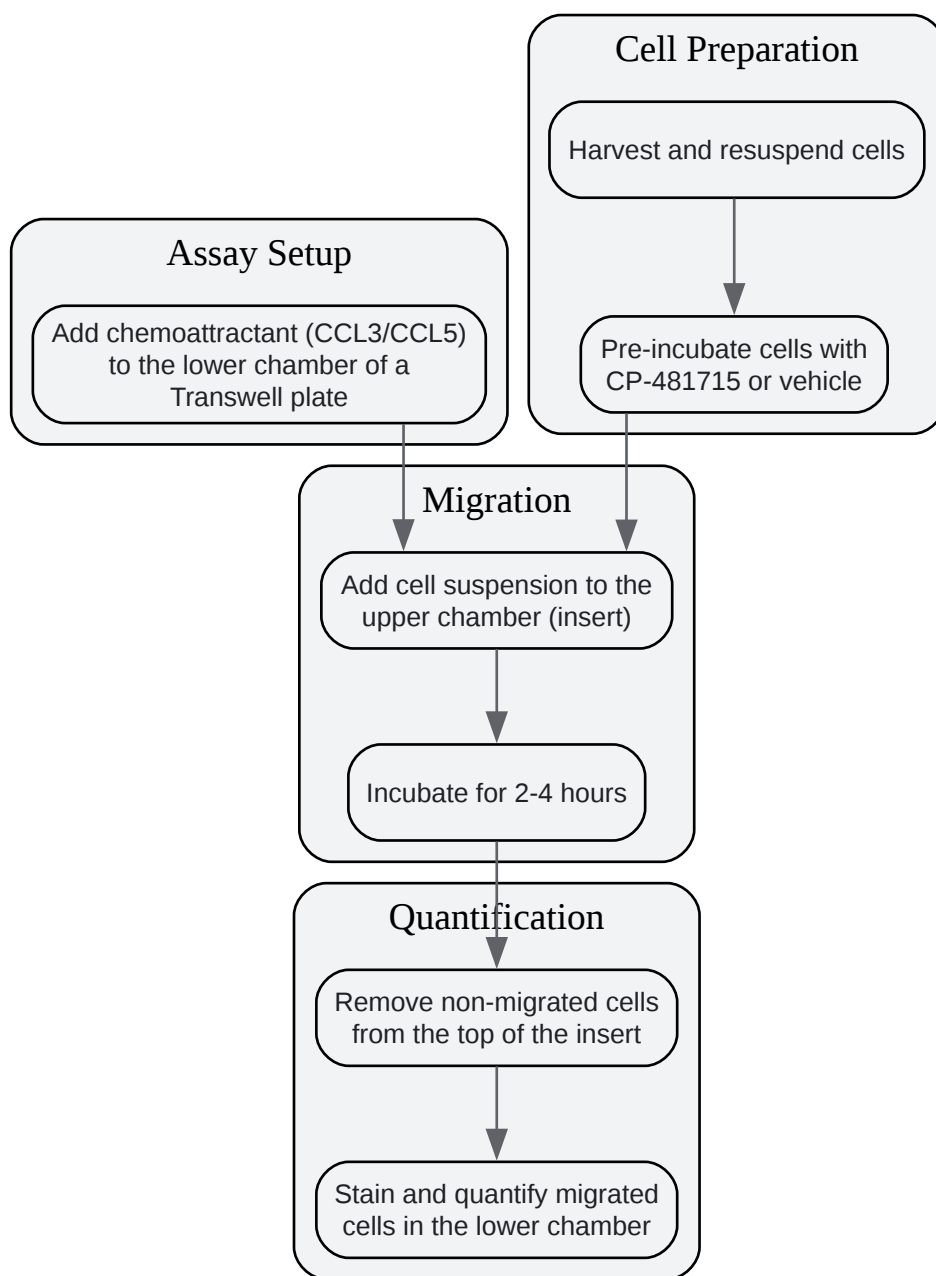 Cell Preparation
Harvest and resuspend cells
Pre-incubate cells with
CP-481715 or vehicle
Assay Setup
Add chemoattractant (CCL3/CCL5)
to the lower chamber of a
Transwell plate
Migration
Add cell suspension to the
upper chamber (insert)
Incubate for 2-4 hours
Quantification
Remove non-migrated cells
from the top of the insert
Stain and quantify migrated
cells in the lower chamber